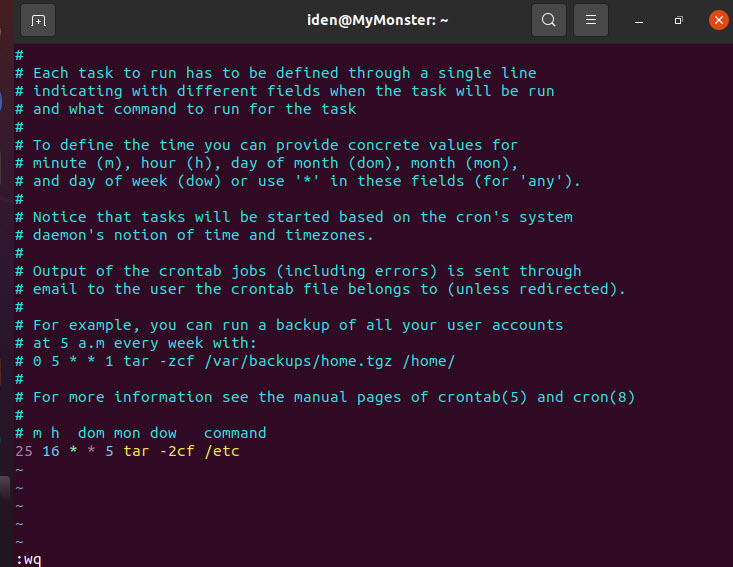 iden@MyMonster: ~
#
# Each task to run has to be defined through a single line
# indicating with different fields when the task will be run
# and what command to run for the task
#
# To define the time you can provide concrete values for
# minute (m), hour (h), day of month (dom), month (mon),
# and day of week (dow) or use '*' in these fields (for 'any').
#
# Notice that tasks will be started based on the cron's system
# daemon's notion of time and timezones.
#
# Output of the crontab jobs (including errors) is sent through
# email to the user the crontab file belongs to (unless redirected).
#
# For example, you can run a backup of all your user accounts
# at 5 a.m every week with:
# 0 5 * * 1 tar -zcf /var/backups/home.tgz /home/
#
# For more information see the manual pages of crontab(5) and cron(8)
#
# m h  dom mon dow   command
25 16 * * 5 tar -2cf /etc
~
~
~
~
~
:wq